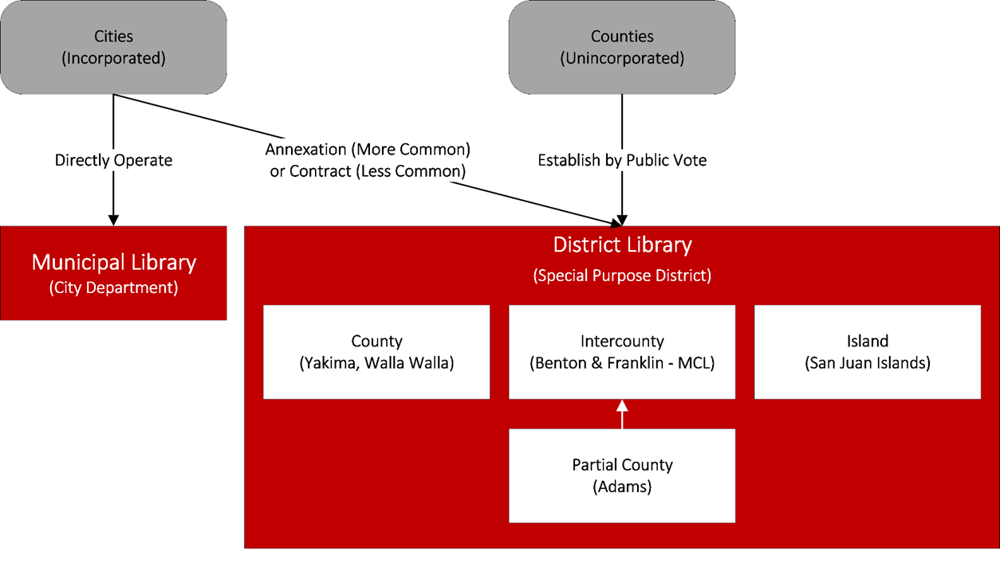 Cities
(Incorporated)
Counties
(Unincorporated)
Directly Operate
Annexation (More Common)
or Contract (Less Common)
Establish by Public Vote
Municipal Library
(City Department)
District Library
(Special Purpose District)
County
(Yakima, Walla Walla)
Intercounty
(Benton & Franklin - MCL)
Island
(San Juan Islands)
Partial County
(Adams)